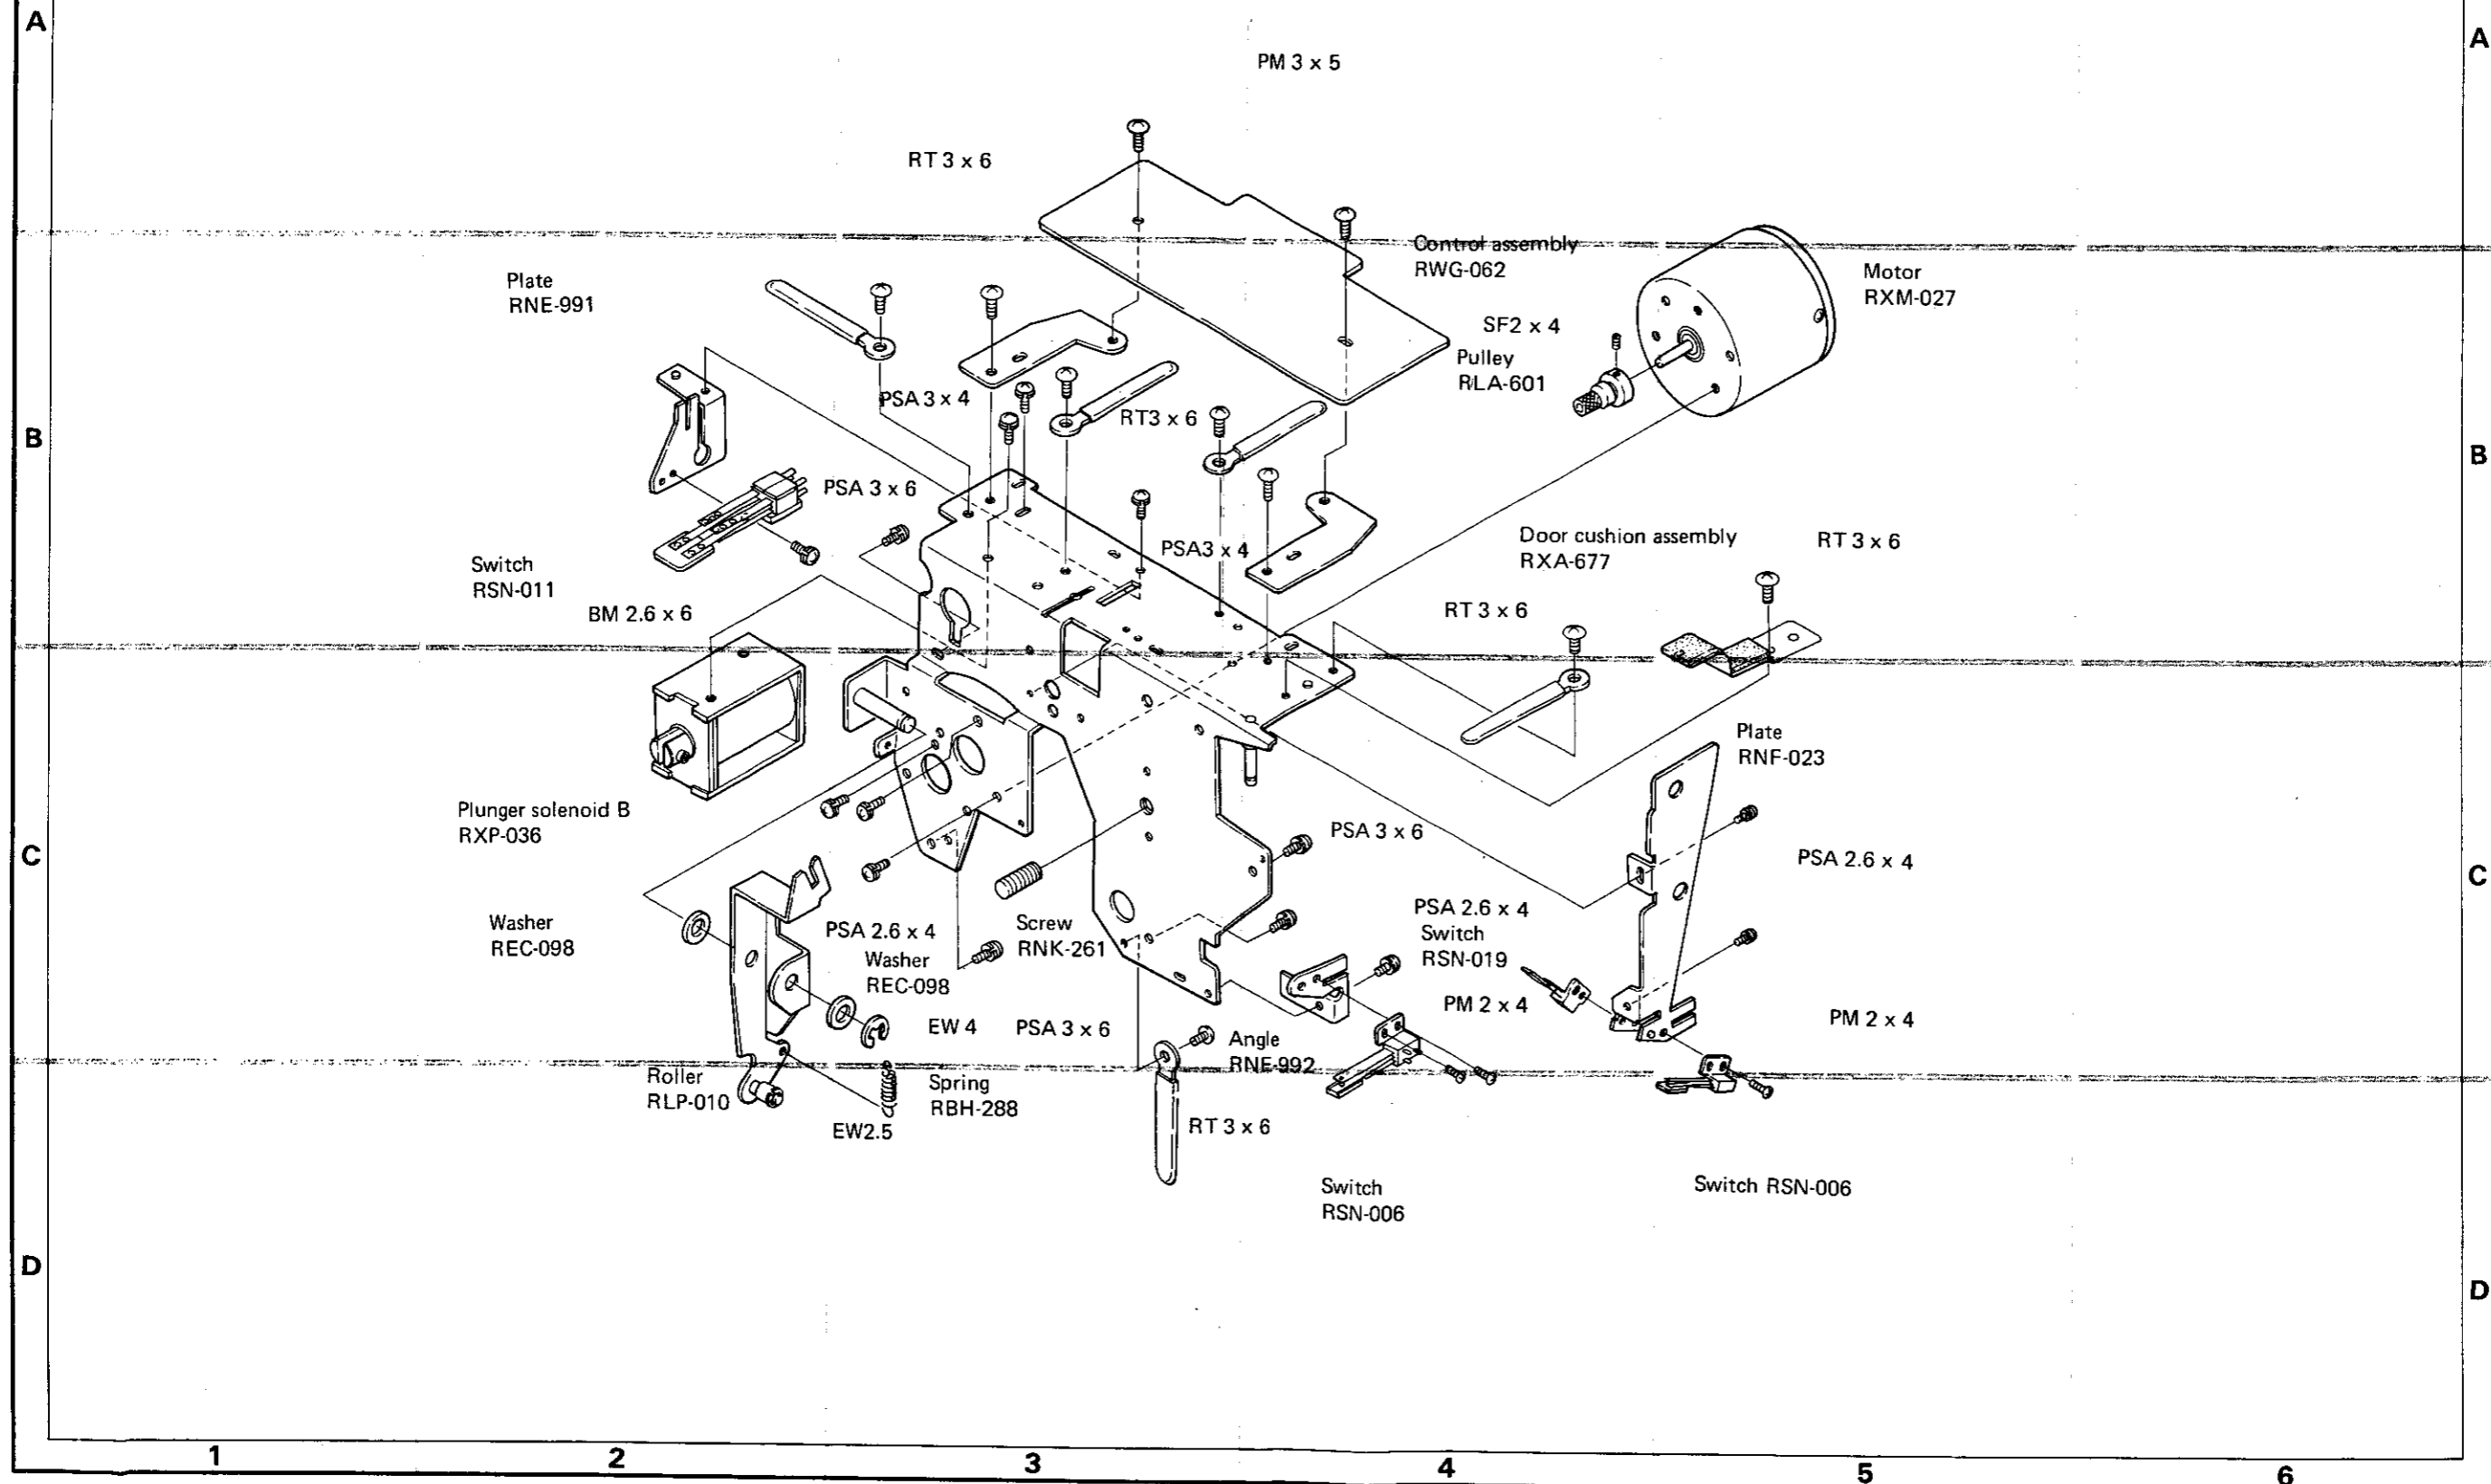 A
A
PM 3 x 5
RT 3 x 6
Control assembly
RWG-062
Motor
RXM-027
Plate
RNE-991
SF2 x 4
Pulley
RLA-601
PSA 3 x 4
RT3 x 6
B
B
PSA 3 x 6
PSA3 x 4
Door cushion assembly
RXA-677
RT 3 x 6
Switch
RSN-011
BM 2.6 x 6
RT 3 x 6
Plate
RNF-023
Plunger solenoid B
RXP-036
PSA 3 x 6
C
C
PSA 2.6 x 4
PSA 2.6 x 4
Switch
RSN-019
Washer
REC-098
PSA 2.6 x 4
Washer
REC-098
Screw
RNK-261
PM 2 x 4
PM 2 x 4
EW 4
PSA 3 x 6
Angle
RNE-992
Roller
RLP-010
Spring
RBH-288
EW2.5
RT 3 x 6
Switch
RSN-006
Switch RSN-006
D
D
1
2
3
4
5
6